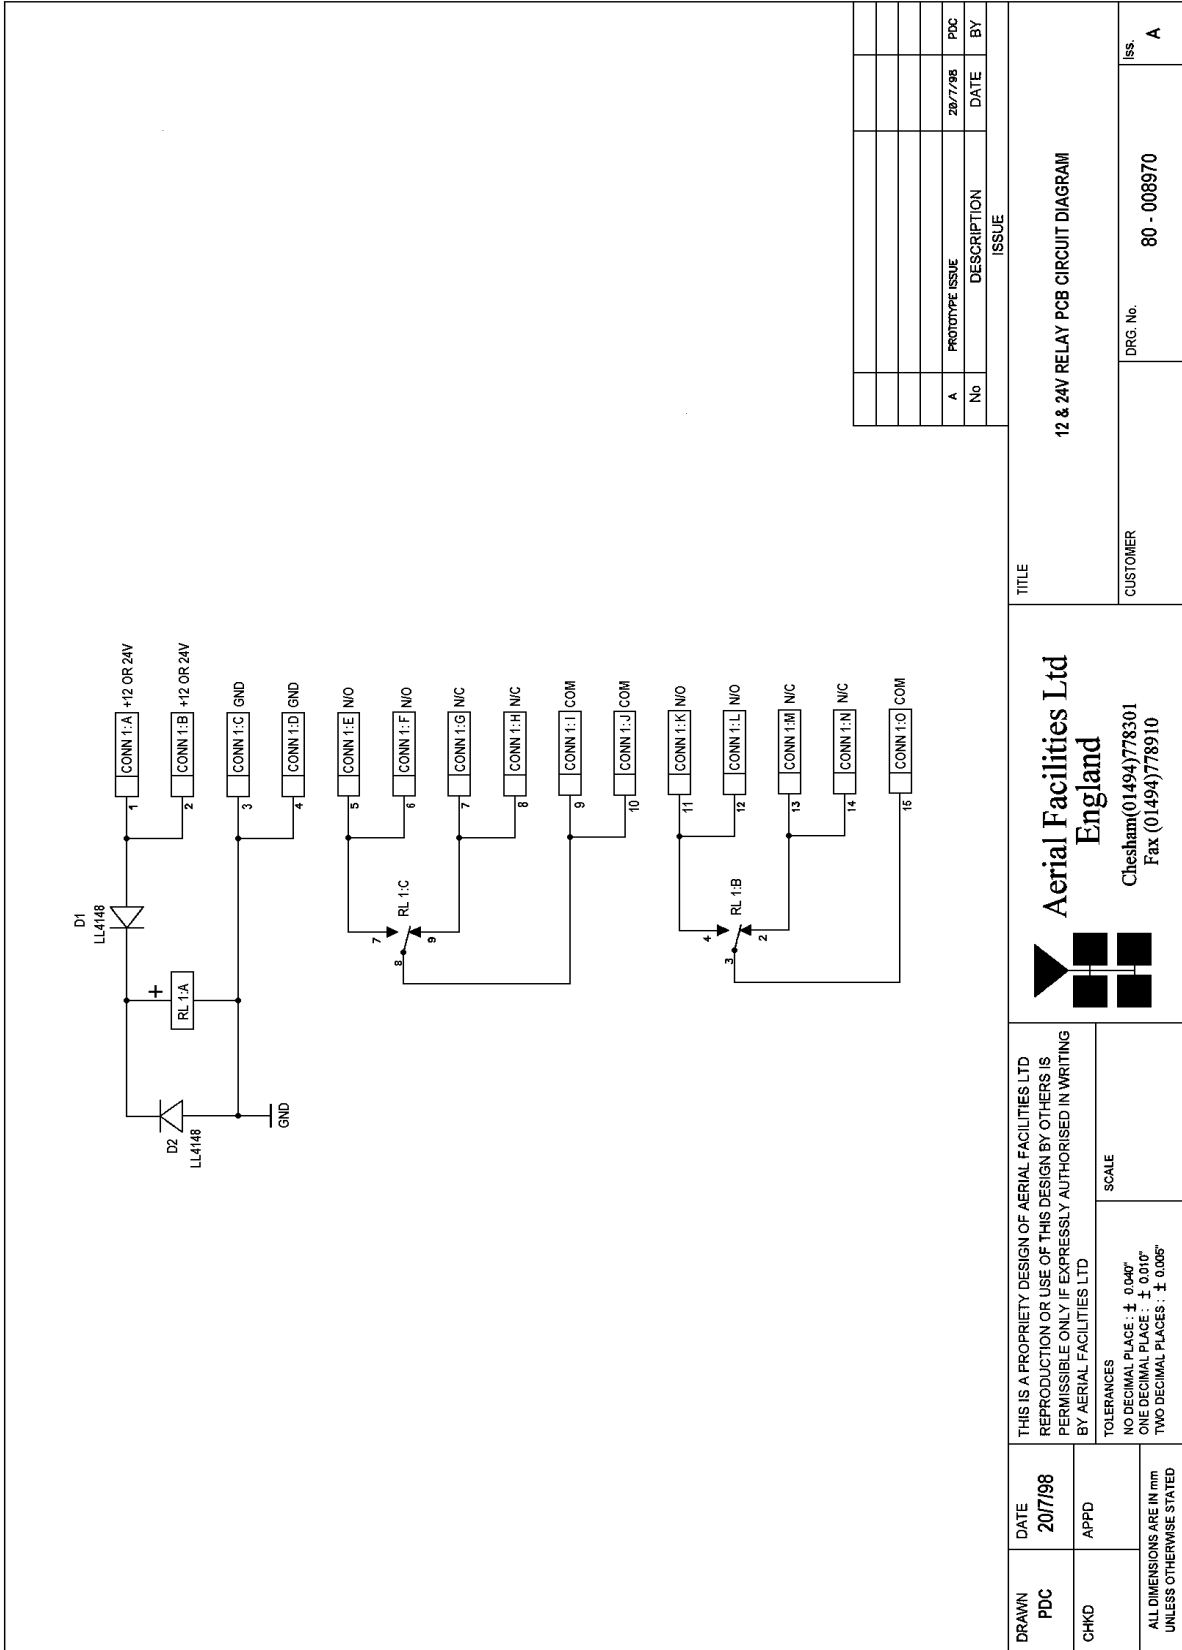 D1
LL4148
D2
LL4148
RL 1:A
+
GND
1 CONN 1:A +12 OR 24V
2 CONN 1:B +12 OR 24V
3 CONN 1:C GND
4 CONN 1:D GND
5 CONN 1:E N/O
6 CONN 1:F N/O
7 CONN 1:G N/C
8 CONN 1:H N/C
9 CONN 1:I COM
10 CONN 1:J COM
11 CONN 1:K N/O
12 CONN 1:L N/O
13 CONN 1:M N/C
14 CONN 1:N N/C
15 CONN 1:O COM
7
RL 1:C
8
9
4
RL 1:B
3
2
A PROTOTYPE ISSUE 20/7/98 PDC
No DESCRIPTION DATE BY
ISSUE
DRAWN
PDC
DATE
20/7/98
CHKD
APPD
ALL DIMENSIONS ARE IN mm
UNLESS OTHERWISE STATED
THIS IS A PROPRIETY DESIGN OF AERIAL FACILITIES LTD
REPRODUCTION OR USE OF THIS DESIGN BY OTHERS IS
PERMISSIBLE ONLY IF EXPRESSLY AUTHORISED IN WRITING
BY AERIAL FACILITIES LTD
TOLERANCES
NO DECIMAL PLACE : ± 0.040"
ONE DECIMAL PLACE : ± 0.010"
TWO DECIMAL PLACES : ± 0.005"
SCALE
Aerial Facilities Ltd
England
Chesham(01494)778301
Fax (01494)778910
TITLE
12 & 24V RELAY PCB CIRCUIT DIAGRAM
CUSTOMER
DRG. No.
80 - 008970
Iss.
A